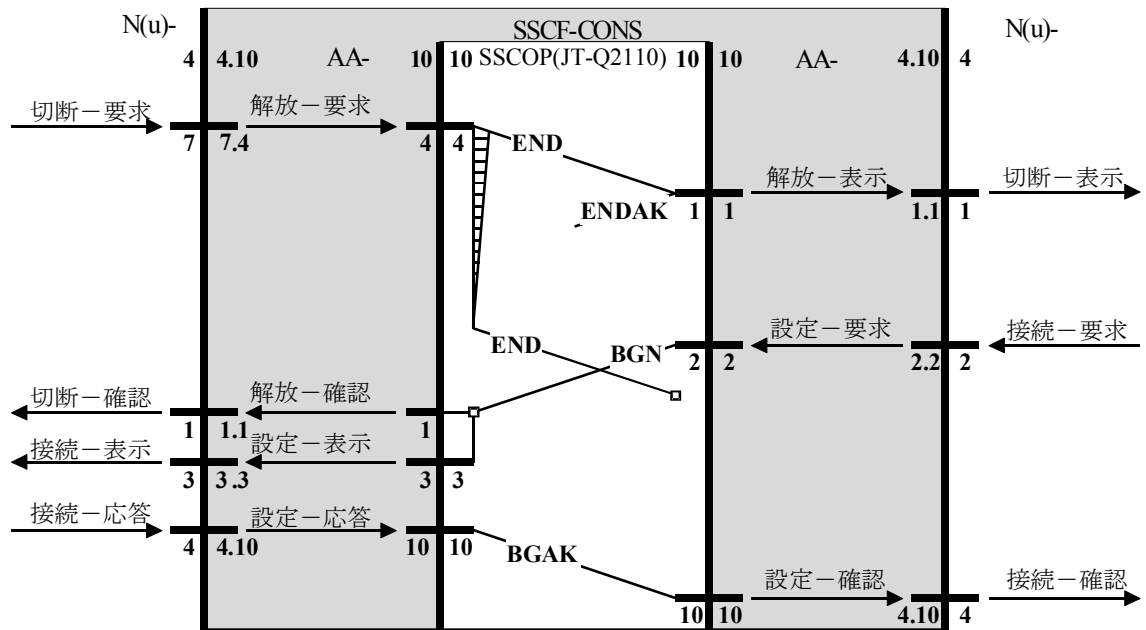 N(u)- SSCF-CONS N(u)-
4 4.10 AA- 10 10 SSCOP(JT-Q2110) 10 10 AA- 4.10 4
切断－要求 解放－要求
7 7.4 4 4 END
解放－表示 切断－表示
ENDAK 1 1 1.1 1
設定－要求 接続－要求
END BGN 2 2 2.2 2
切断－確認 解放－確認
1 1.1 1
接続－表示 設定－表示
3 3.3 3 3
接続－応答 設定－応答
4 4.10 10 10 BGAK
設定－確認 接続－確認
10 10 4.10 4